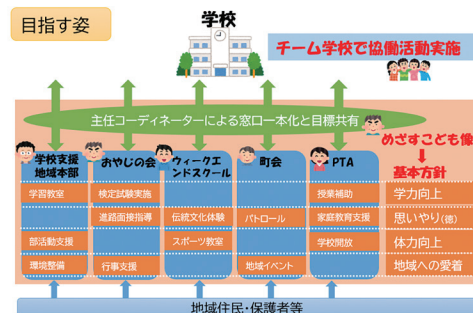 目指す姿
学校
チーム学校で協働活動実施
主任コーディネーターによる窓口一本化と目標共有
めざすこども像
基本方針
学校支援
地域本部
おやじの会
ウィークエ
ンドスクール
町会
PTA
学習教室
検定試験実施
授業補助
学力向上
進路面接指導
伝統文化体験
パトロール
家庭教育支援
思いやり(徳)
部活動支援
スポーツ教室
学校開放
体力向上
環境整備
行事支援
地域イベント
地域への愛着
地域住民・保護者等